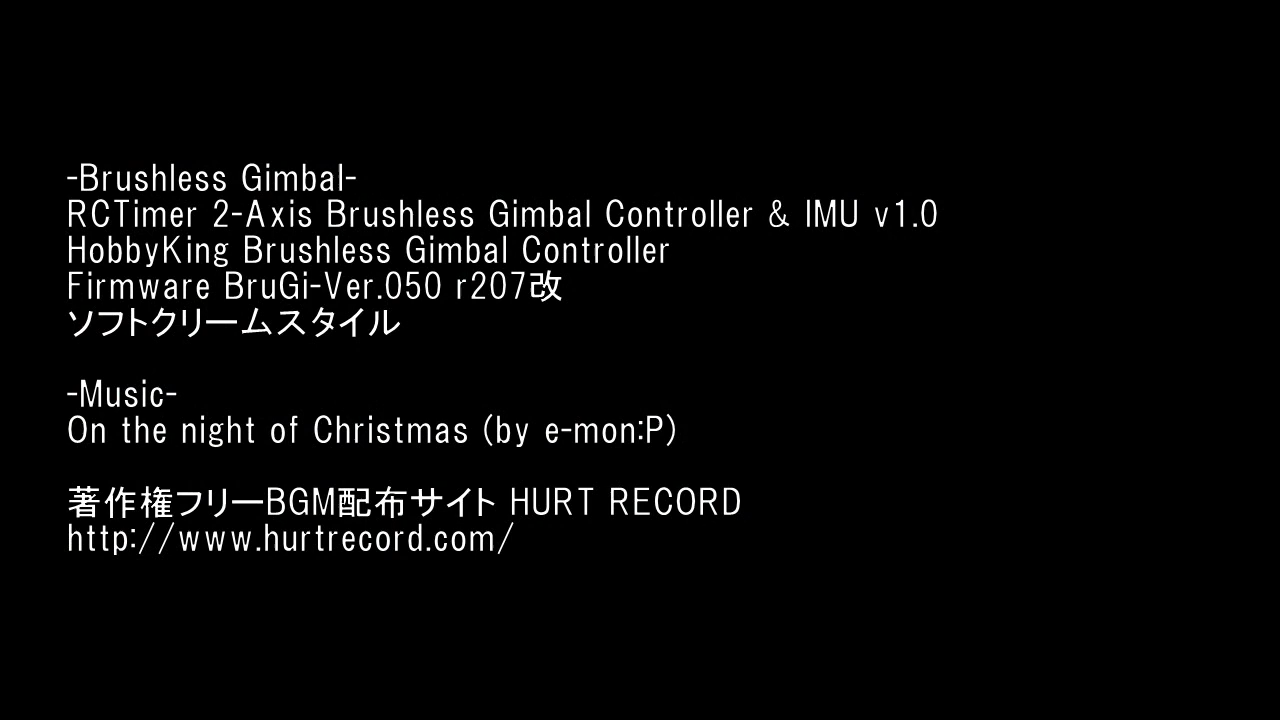 -Brushless Gimbal-
RCTimer 2-Axis Brushless Gimbal Controller & IMU v1.0
HobbyKing Brushless Gimbal Controller
Firmware BruGi-Ver.050 r207改
ソフトクリームスタイル
-Music-
On the night of Christmas (by e-mon:P)
著作権フリーBGM配布サイト HURT RECORD
http://www.hurtrecord.com/